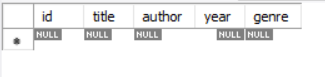 id title author year genre
* NULL NULL NULL NULL NULL